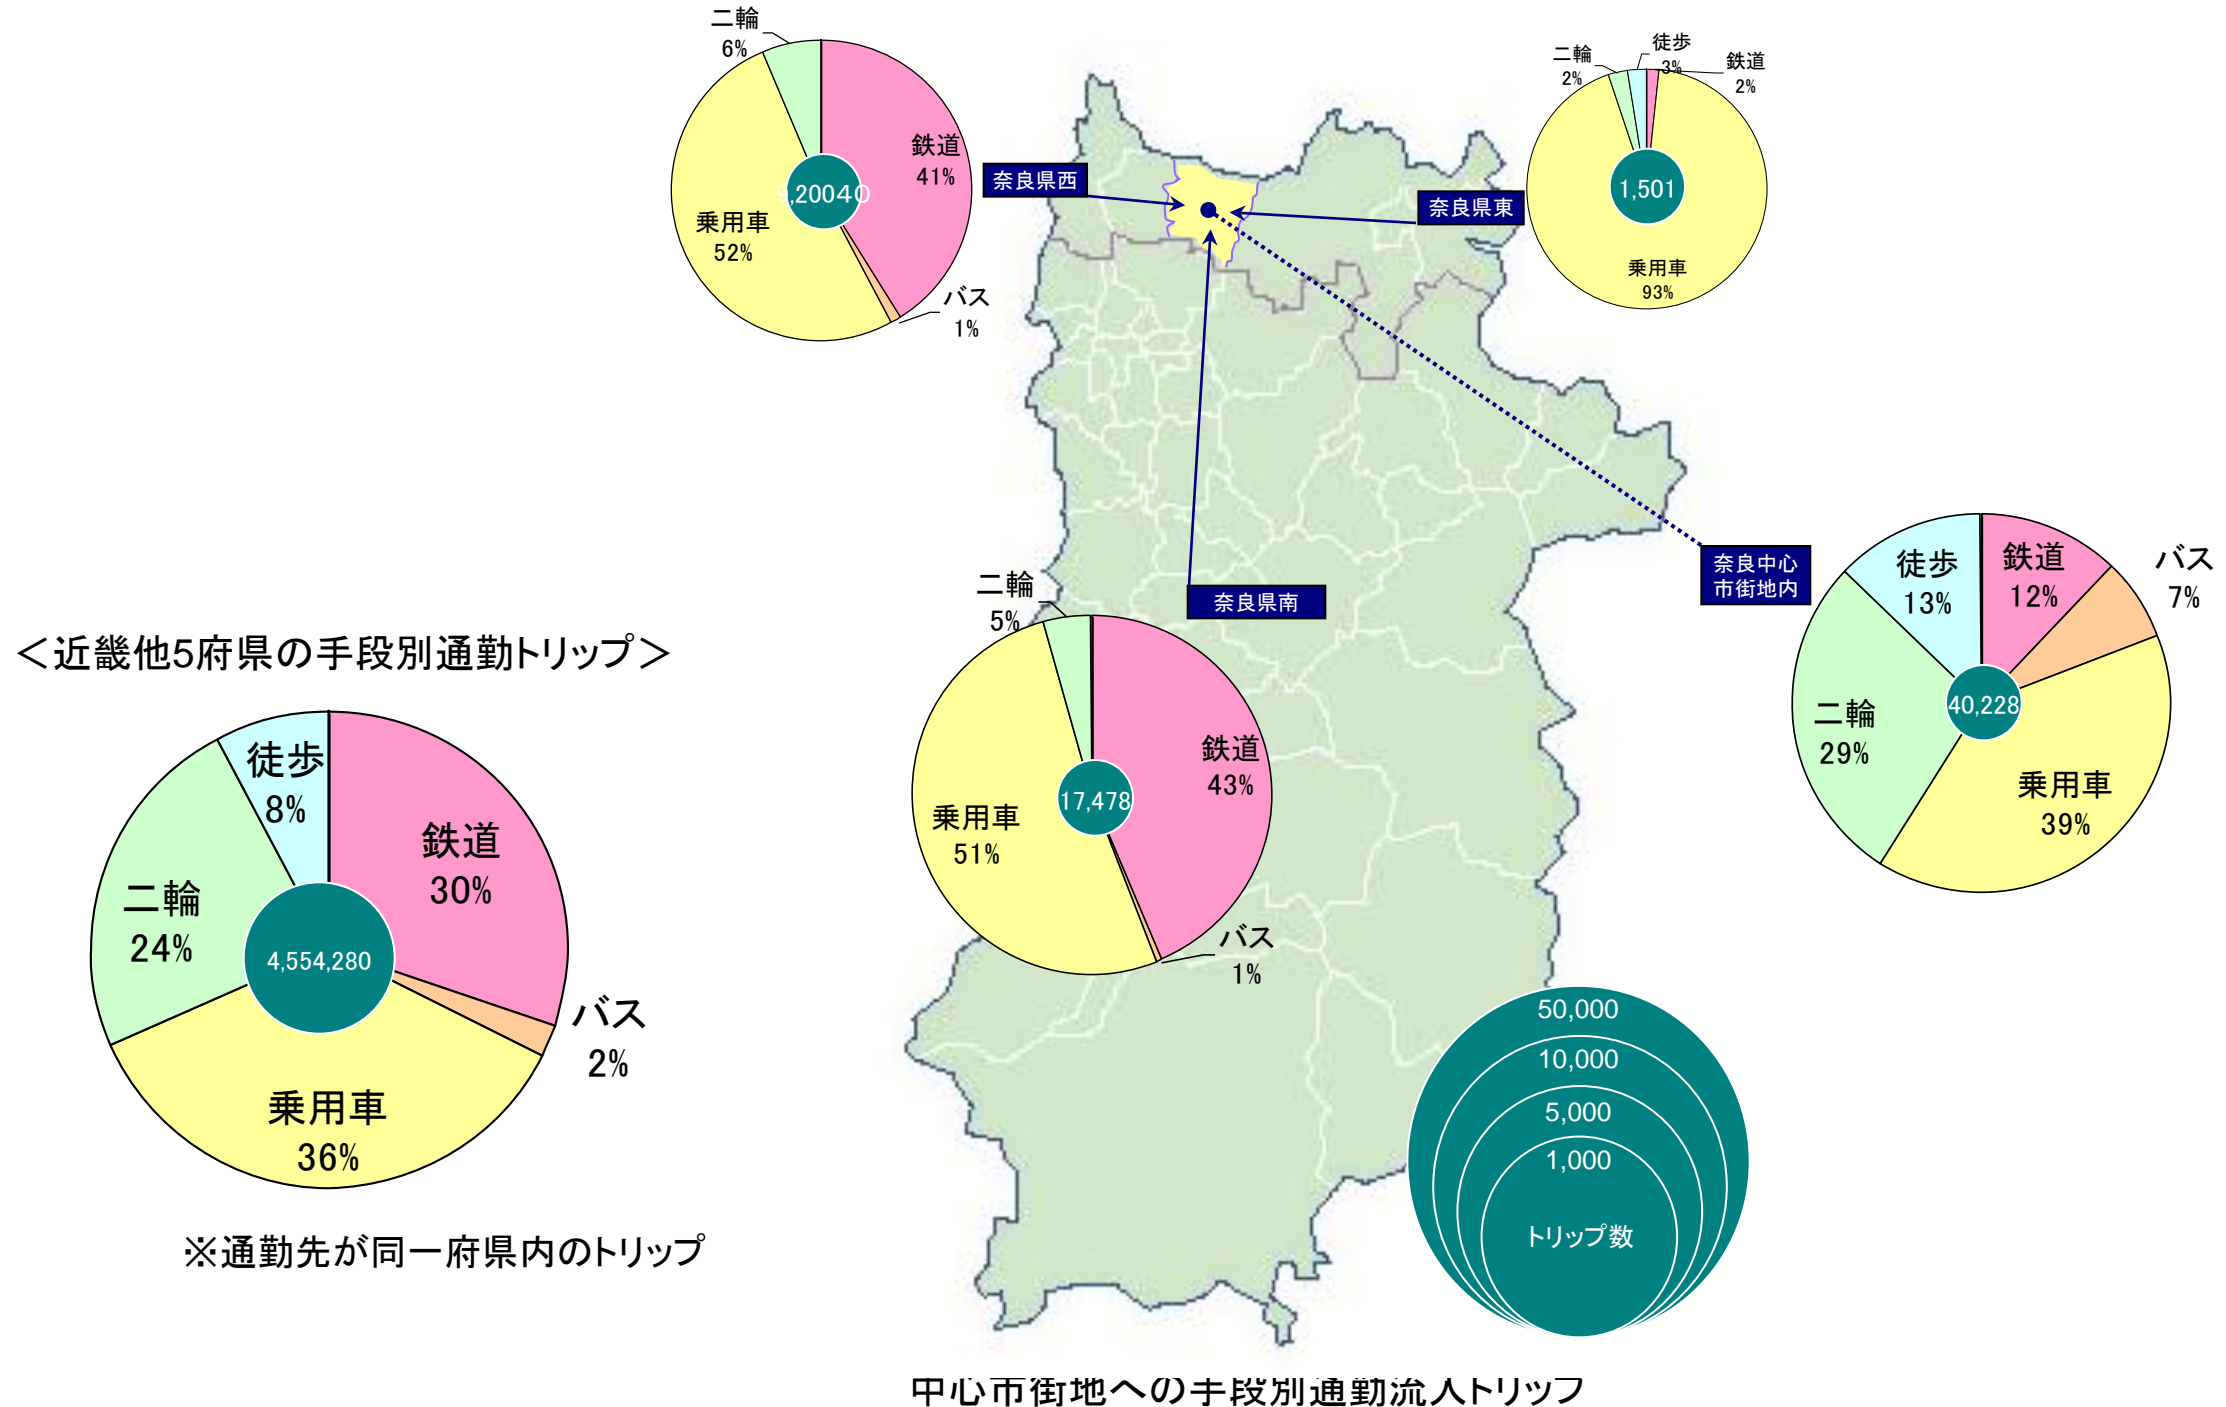 二輪
6%
鉄道
41%
乗用車
52%
バス
1%
二輪
2%
徒歩
3%
鉄道
2%
1,501
乗用車
93%
奈良県西
奈良県東
奈良県南
奈良中心
市街地内
二輪
5%
鉄道
43%
17,478
乗用車
51%
バス
1%
徒歩
13%
鉄道
12%
バス
7%
40,228
二輪
29%
乗用車
39%
＜近畿他5府県の手段別通勤トリップ＞
徒歩
8%
鉄道
30%
二輪
24%
4,554,280
バス
2%
乗用車
36%
※通勤先が同一府県内のトリップ
50,000
10,000
5,000
1,000
トリップ数
中心市街地への手段別通勤流入トリップ